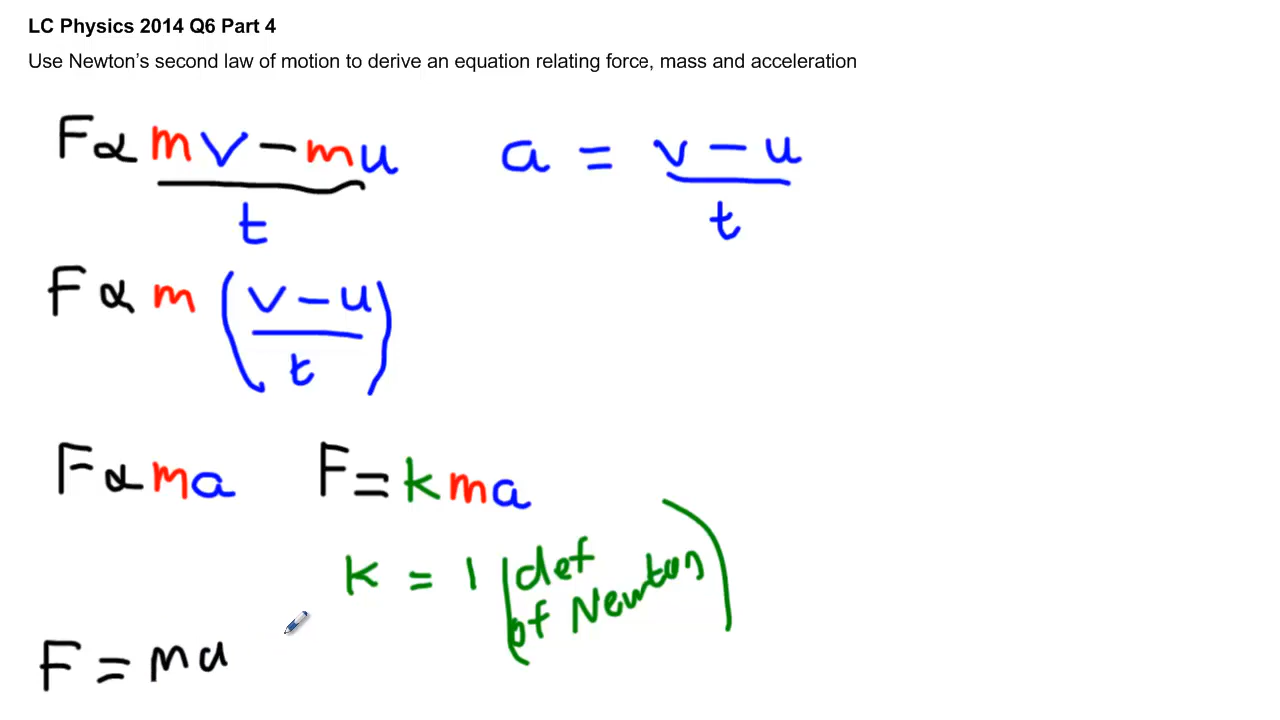 LC Physics 2014 Q6 Part 4
Use Newton's second law of motion to derive an equation relating force, mass and acceleration
F ∝ mv − mu
t
a = v − u
t
F ∝ m (v − u)
t
F ∝ ma
F = kma
k = 1 (def
of Newton)
F = ma